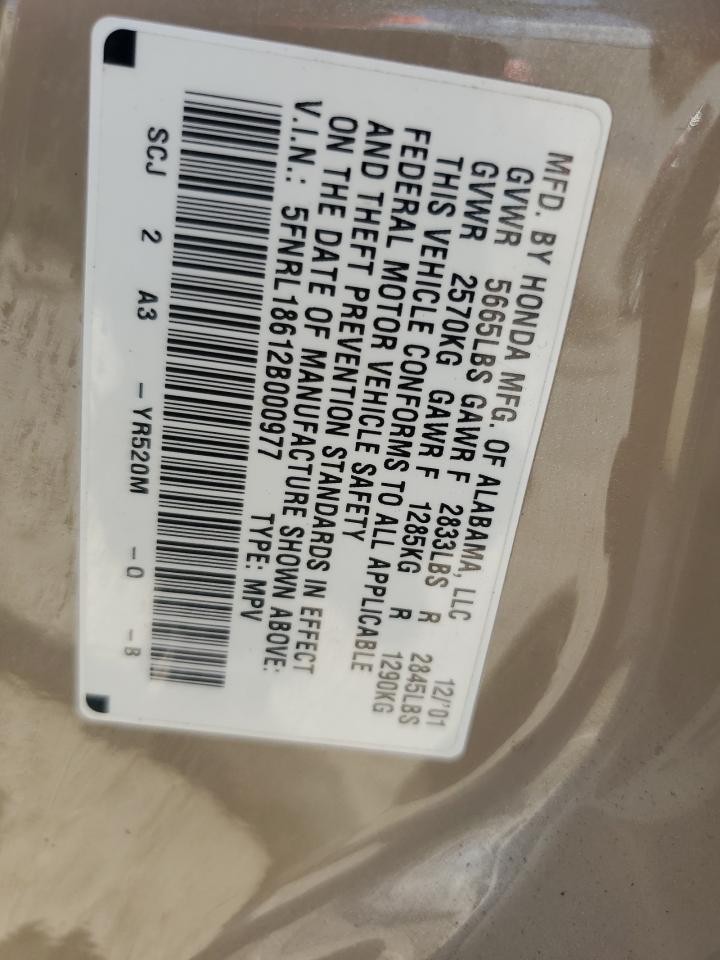 MFD. BY HONDA MFG. OF ALABAMA, LLC 12/'01
GVWR 5665LBS GAWR F 2833LBS R 2845LBS
GVWR 2570KG GAWR F 1285KG R 1290KG
THIS VEHICLE CONFORMS TO ALL APPLICABLE
FEDERAL MOTOR VEHICLE SAFETY
AND THEFT PREVENTION STANDARDS IN EFFECT
ON THE DATE OF MANUFACTURE SHOWN ABOVE.
V.I.N.: 5FNRL18612B000977 TYPE: MPV
SCJ 2 A3 - YR520M - 0 - B